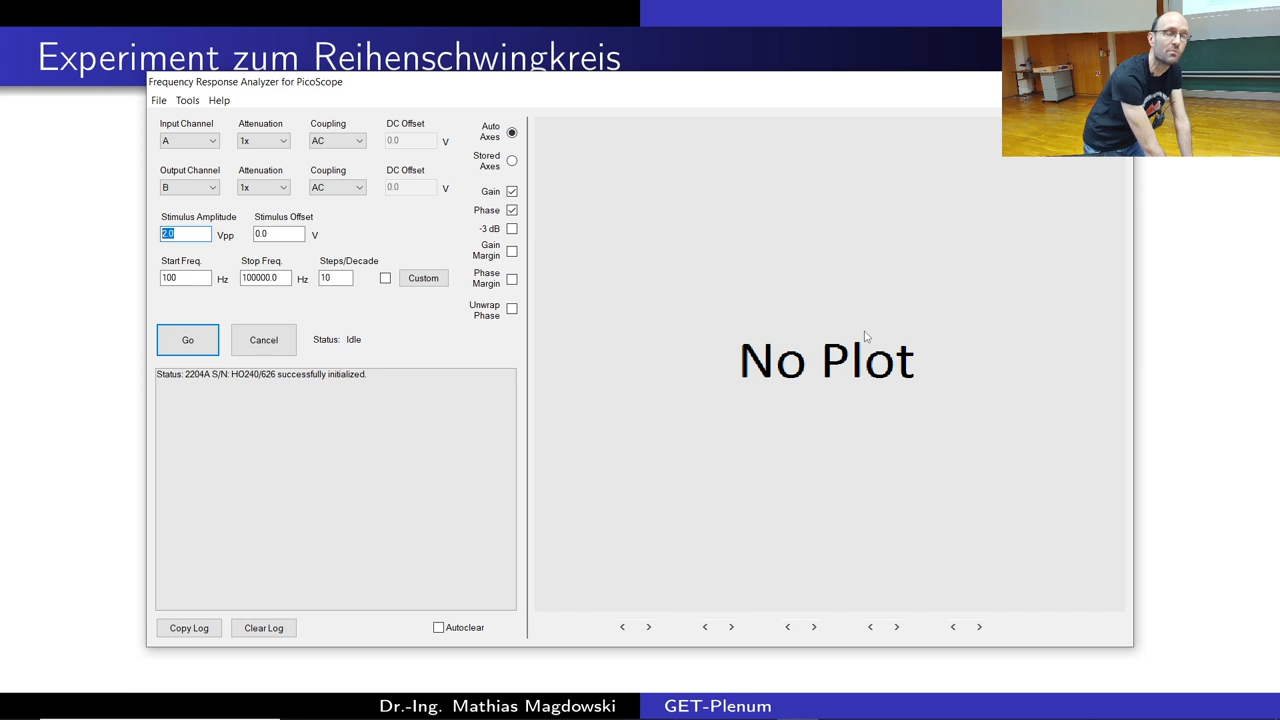 Experiment zum Reihenschwingkreis
Frequency Response Analyzer for PicoScope
File Tools Help
Input Channel Attenuation Coupling DC Offset
A 1x AC 0.0 V
Output Channel Attenuation Coupling DC Offset
B 1x AC 0.0 V
Stimulus Amplitude Stimulus Offset
2.0 Vpp 0.0 V
Start Freq. Stop Freq. Steps/Decade
100 Hz 100000.0 Hz 10 Custom
Go Cancel Status: Idle
Status: 2204A S/N: HO240/626 successfully initialized.
Copy Log Clear Log Autoclear
Auto
Axes
Stored
Axes
Gain
Phase
-3 dB
Gain
Margin
Phase
Margin
Unwrap
Phase
No Plot
< > < > < > < > < >
Dr.-Ing. Mathias Magdowski GET-Plenum